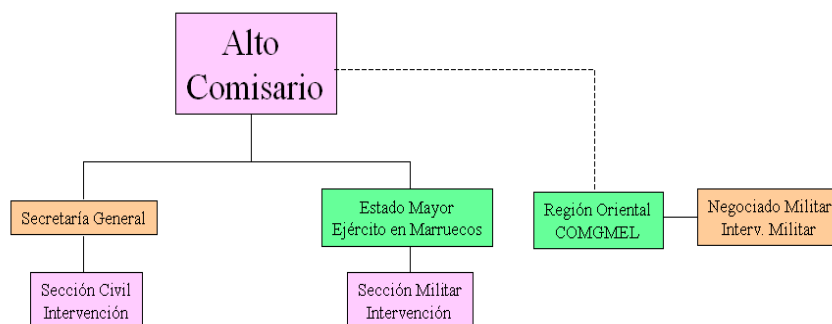 Alto
Comisario
Secretaría General
Estado Mayor
Ejército en Marruecos
Región Oriental
COMGMEL
Negociado Militar
Interv. Militar
Sección Civil
Intervención
Sección Militar
Intervención